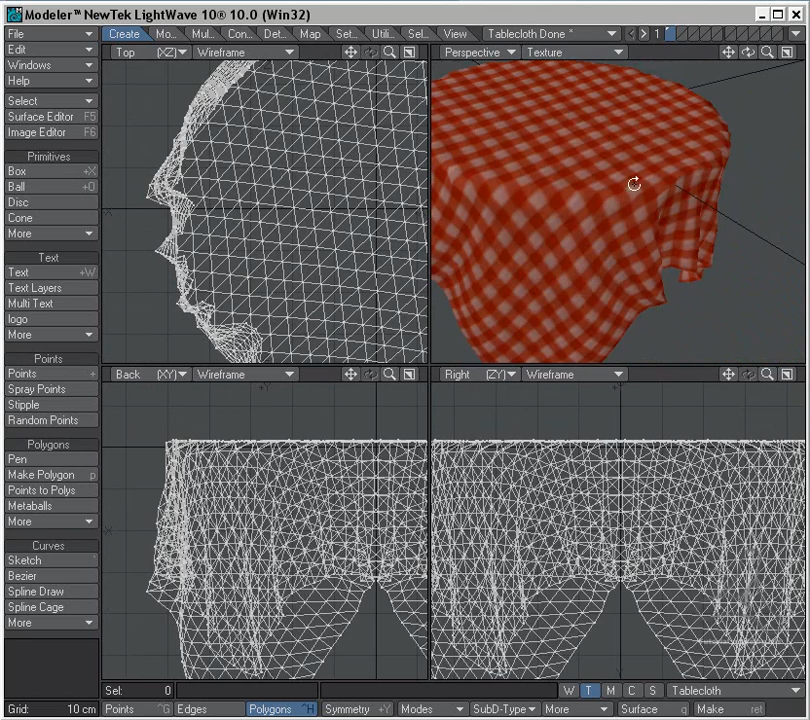 Modeler™ NewTek LightWave 10® 10.0 (Win32)
File
Create Mo... Mul... Con... Det... Map Set... Utili... Set... View Tablecloth Done * 1
Edit
Top (XZ) Wireframe
Perspective Texture
Windows
Help
Select
Surface Editor F5
Image Editor F6
Primitives
Box +X
Ball +O
Disc
Cone
More
Text
Text +W
Text Layers
Multi Text
logo
More
Points
Points +
Spray Points
Stipple
Random Points
Polygons
Pen
Make Polygon p
Points to Polys
Metaballs
More
Curves
Sketch
Bezier
Spline Draw
Spline Cage
More
Back (XY) Wireframe
+Y
Right (ZY) Wireframe
Sel: 0
W T M C S Tablecloth
Grid: 10 cm Points ^G Edges Polygons ^H Symmetry +Y Modes SubD-Type More Surface q Make ret